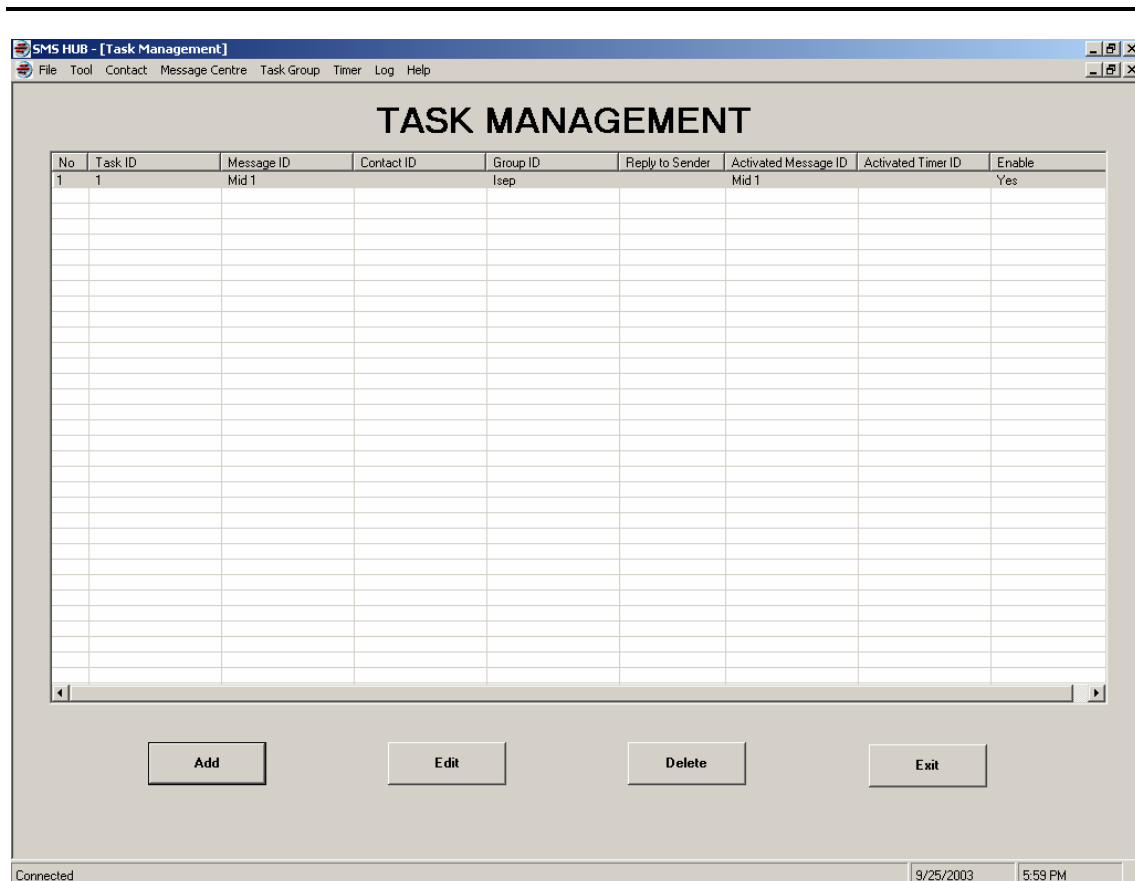 SMS HUB - [Task Management]
File Tool Contact Message Centre Task Group Timer Log Help
TASK MANAGEMENT
No Task ID Message ID Contact ID Group ID Reply to Sender Activated Message ID Activated Timer ID Enable
1 1 Mid 1 Isep Mid 1 Yes
Add Edit Delete Exit
Connected 9/25/2003 5:59 PM